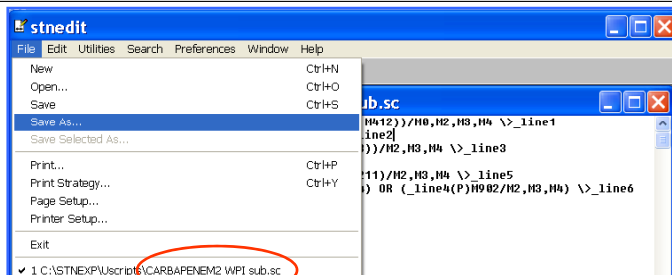 stnedit
File Edit Utilities Search Preferences Window Help
New Ctrl+N
Open... Ctrl+O
Save Ctrl+S
Save As...
Save Selected As...
Print... Ctrl+P
Print Strategy... Ctrl+Y
Page Setup...
Printer Setup...
Exit
✓ 1 C:\STNEXP\Uscripts\CARBAPENEM2 WPI sub.sc
ub.sc
M412))/M0,M2,M3,M4 \>_line1
ine2
))/M2,M3,M4 \>_line3
211)/M2,M3,M4 \>_line5
) OR (_line4(P)M902/M2,M3,M4) \>_line6